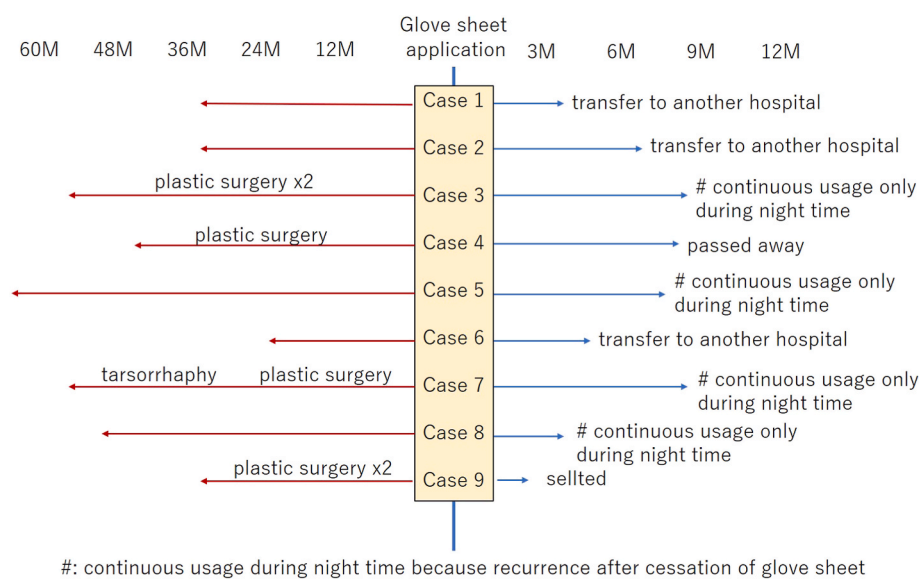 Glove sheet
application
60M 48M 36M 24M 12M 3M 6M 9M 12M
Case 1 transfer to another hospital
Case 2 transfer to another hospital
plastic surgery x2 Case 3 # continuous usage only
during night time
plastic surgery Case 4 passed away
Case 5 # continuous usage only
during night time
Case 6 transfer to another hospital
tarsorrhaphy plastic surgery Case 7 # continuous usage only
during night time
Case 8 # continuous usage only
during night time
plastic surgery x2 Case 9 sellted
#: continuous usage during night time because recurrence after cessation of glove sheet